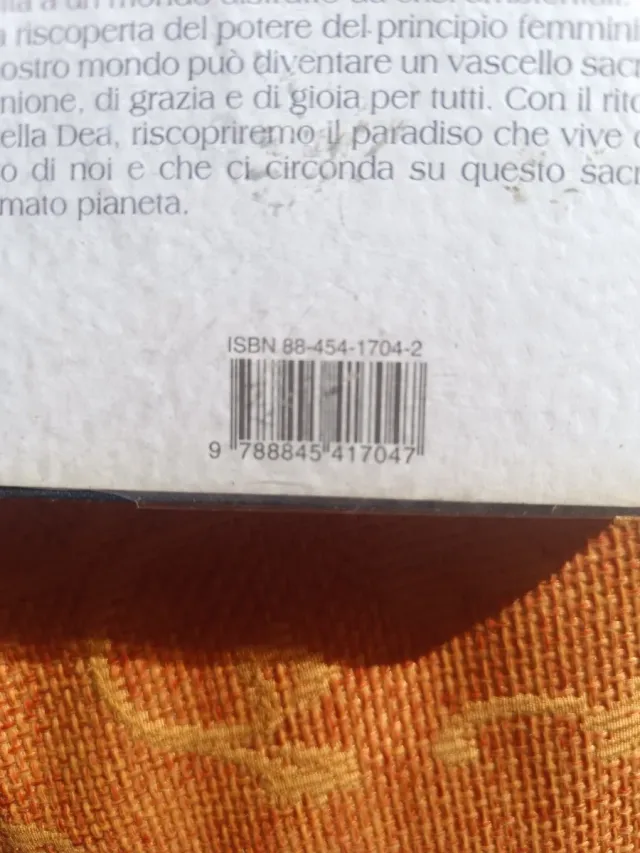 a un mondo
riscoperta del potere del principio femmini
ostro mondo può diventare un vascello sacr
nione, di grazia e di gioia per tutti. Con il rito
ella Dea, riscopriremo il paradiso che vive d
o di noi e che ci circonda su questo sacr
mato pianeta.
ISBN 88-454-1704-2
9 788845 417047